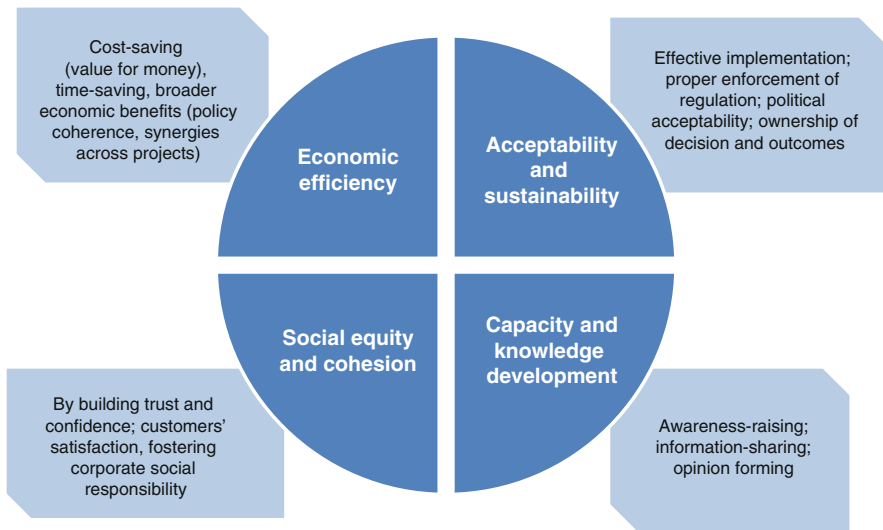 Cost-saving
(value for money),
time-saving, broader
economic benefits (policy
coherence, synergies
across projects)
Economic
efficiency
Acceptability
and
sustainability
Effective implementation;
proper enforcement of
regulation; political
acceptability; ownership of
decision and outcomes
Social equity
and cohesion
By building trust and
confidence; customers’
satisfaction, fostering
corporate social
responsibility
Capacity and
knowledge
development
Awareness-raising;
information-sharing;
opinion forming